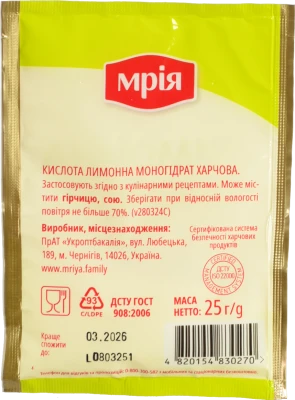 мрія
КИСЛОТА ЛИМОННА МОНОГІДРАТ ХАРЧОВА.
Застосовують згідно з кулінарними рецептами. Може міс-
тити гірчицю, сою. Зберігати при відносній вологості
повітря не більше 70%. (v280324C)
Виробник, місцезнаходження:
ПрАТ «Укроптбакалія», вул. Любецька,
189, м. Чернігів, 14026, Україна.
www.mriya.family
Сертифікована система
безпечності харчових
продуктів
ДСТУ
ISO 22000
93
C/LDPE
ДСТУ ГОСТ
908:2006
МАСА
НЕТТО: 25 г/g
Краще
спожити
до:
03.2026
L0803251
4 820154 830270 >